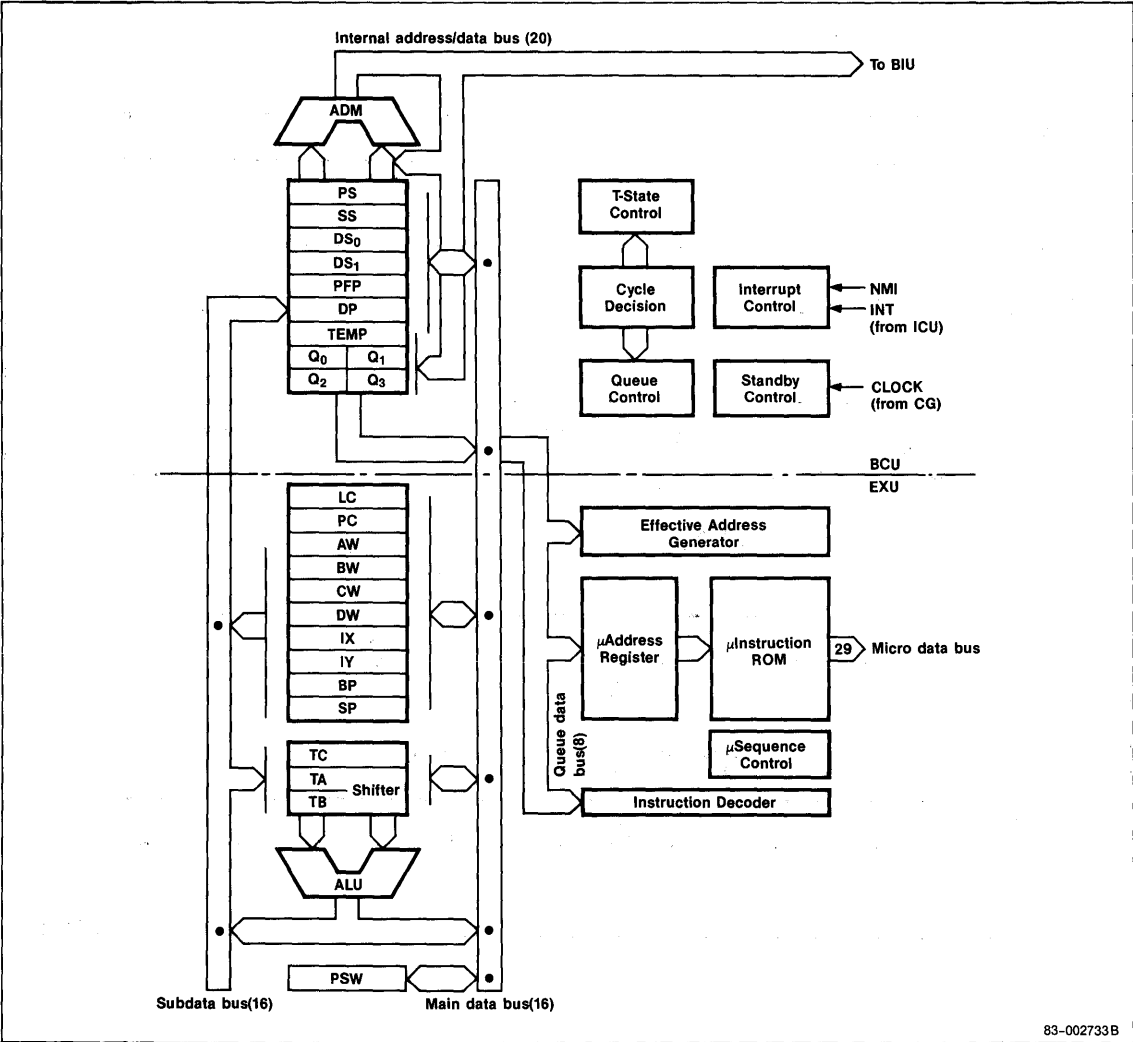 Internal address/data bus (20)
To BIU
ADM
PS
SS
DS0
DS1
PFP
DP
TEMP
Q0
Q1
Q2
Q3
T-State
Control
Cycle
Decision
Queue
Control
Interrupt
Control
NMI
INT
(from ICU)
Standby
Control
CLOCK
(from CG)
BCU
EXU
LC
PC
AW
BW
CW
DW
IX
IY
BP
SP
TC
TA
TB
Shifter
ALU
PSW
Effective Address
Generator
μAddress
Register
μInstruction
ROM
29
Micro data bus
μSequence
Control
Queue data
bus(8)
Instruction Decoder
Subdata bus(16)
Main data bus(16)
83-002733B